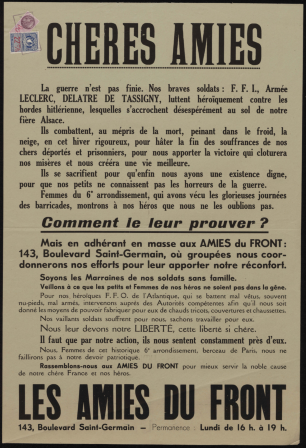 CHERES AMIES
La guerre n'est pas finie. Nos braves soldats : F. F. I., Armée
LECLERC, DELATRE DE TASSIGNY, luttent héroïquement contre les
hordes hitlérienne, lesquelles s'accrochent désespérément au sol de notre
fière Alsace.
Ils combattent, au mépris de la mort, peinant dans le froid, la
neige, en cet hiver rigoureux, pour hâter la fin des souffrances de nos
chers déportés et prisonniers, pour nous apporter la victoire qui cloturera
nos misères et nous créera une vie meilleure.
Ils se sacrifient pour qu'enfin nous ayons une existence digne,
pour que nos petits ne connaissent pas les horreurs de la guerre.
Femmes du 6e arrondissement, qui avons vécu les glorieuses journées
des barricades, montrons à nos héros que nous ne les oublions pas.
Comment le leur prouver ?
Mais en adhérant en masse aux AMIES du FRONT :
143, Boulevard Saint-Germain, où groupées nous coor-
donnerons nos efforts pour leur apporter notre réconfort.
Soyons les Marraines de nos soldats sans famille.
Veillons à ce que les petits et Femmes de nos héros ne soient pas dans la gêne.
Pour nos héroïques F.F.O. de l'Atlantique, qui se battent mal vêtus, souvent
nu-pieds, mal armés, intervenons auprès des Autorités compétentes afin qu'il nous soit
donné les moyens de pouvoir fabriquer pour eux de chauds tricots, couvertures et chaussettes.
Nos vaillants soldats souffrent pour nous, sachons travailler pour eux.
Nous leur devons notre LIBERTE, cette liberté si chère.
Il faut que par notre action, ils nous sentent constamment près d'eux.
Nous, Femmes de cet historique 6e arrondissement, berceau de Paris, nous ne
faillirons pas à notre devoir patriotique.
Rassemblons-nous aux AMIES DU FRONT pour mieux servir la noble cause
de notre chère France et nos héros.
LES AMIES DU FRONT
143, Boulevard Saint-Germain — Permanence : Lundi de 16 h. à 19 h.